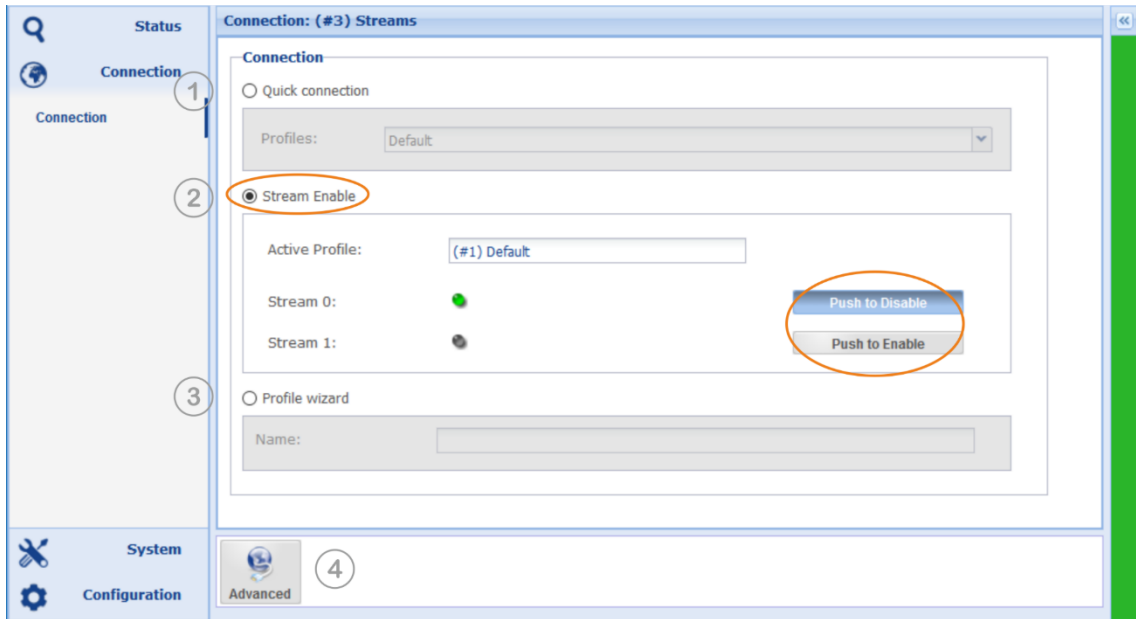 Status
Connection
Connection
System
Configuration
Connection: (#3) Streams
Connection
1
Quick connection
Profiles: Default
2
Stream Enable
Active Profile: (#1) Default
Stream 0: Push to Disable
Stream 1: Push to Enable
3
Profile wizard
Name:
Advanced
4